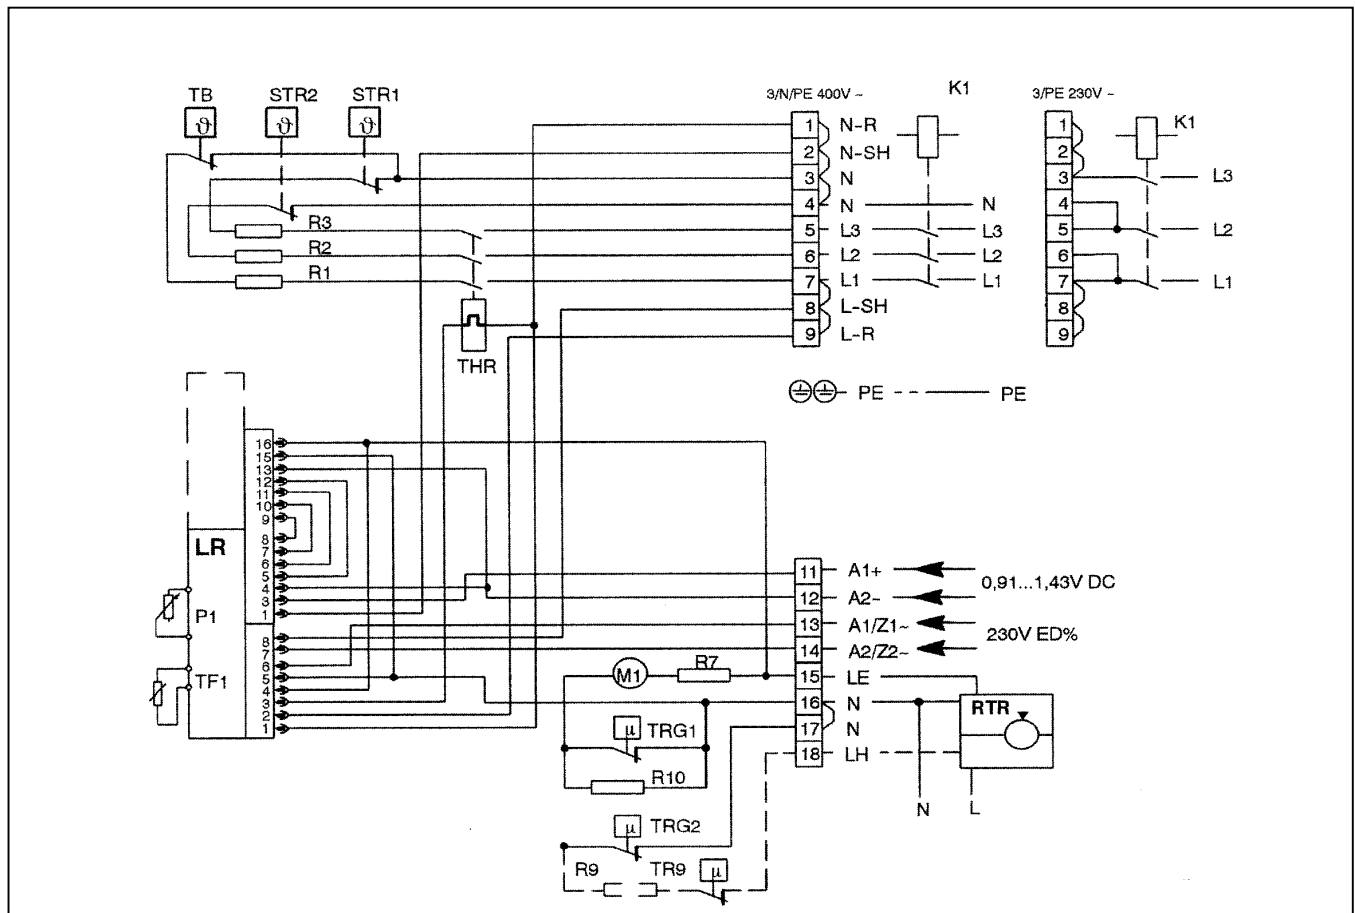 TB STR2 STR1 3/N/PE 400V ~ K1 3/PE 230V ~
ϑ ϑ ϑ
1 N-R 1 K1
2 N-SH 2
3 N 3 L3
4 N N 4
R3 5 L3 L3 5 L2
R2 6 L2 L2 6
R1 7 L1 L1 7 L1
8 L-SH 8
9 L-R 9
THR
PE PE
16
15
13
12
11
10
9
8
7
6
5
4
3
1
LR
P1
TF1
8
7
6
5
4
3
2
1
11 A1+
0,91...1,43V DC
12 A2-
13 A1/Z1~
230V ED%
14 A2/Z2~
M1 R7 15 LE
16 N RTR
17 N
18 LH
µ TRG1
R10
N L
µ TRG2
R9 TR9 µ